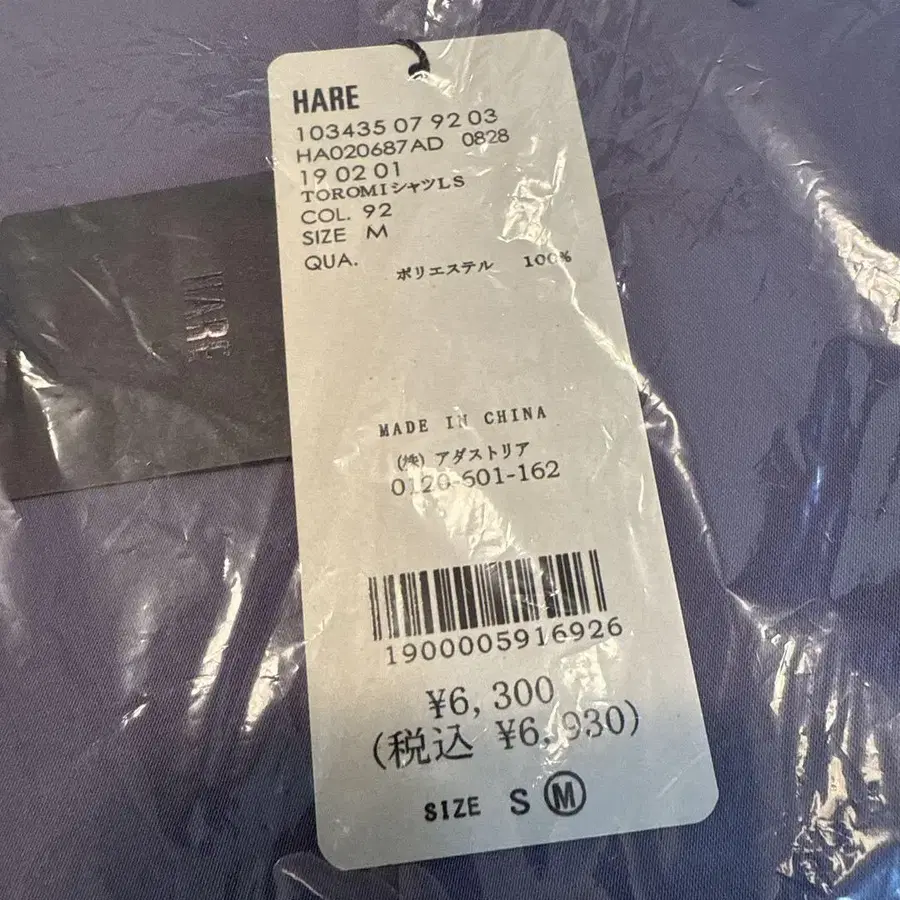 HARE
103435 07 92 03
HA020687AD 0828
19 02 01
TOROMIシャツLS
COL. 92
SIZE M
QUA.
ポリエステル 100%
MADE IN CHINA
(株) アダストリア
0120-601-162
1900005916926
¥6,300
(税込 ¥6,930)
SIZE S M
HARE